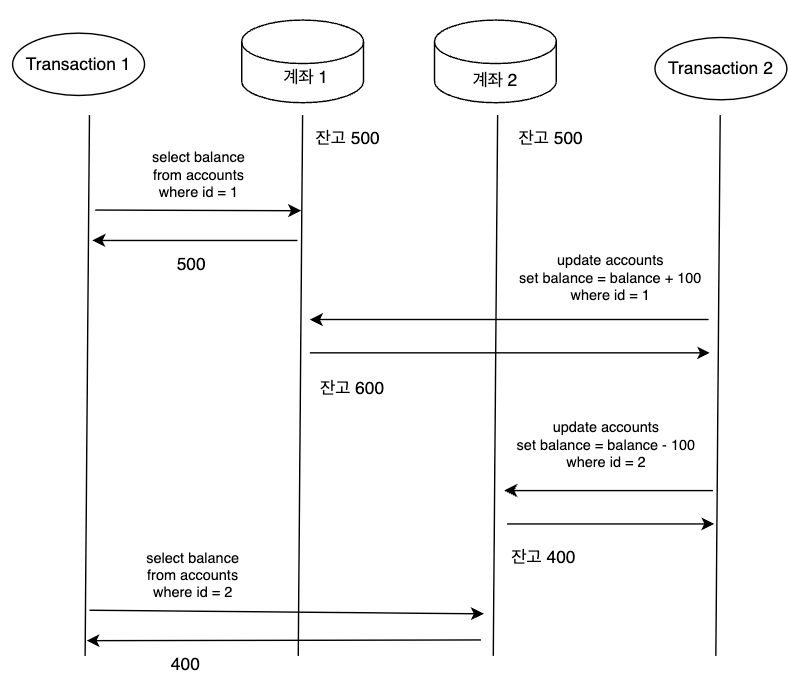 Transaction 1
계좌 1
계좌 2
Transaction 2
잔고 500
잔고 500
select balance
from accounts
where id = 1
500
update accounts
set balance = balance + 100
where id = 1
잔고 600
update accounts
set balance = balance - 100
where id = 2
잔고 400
select balance
from accounts
where id = 2
400